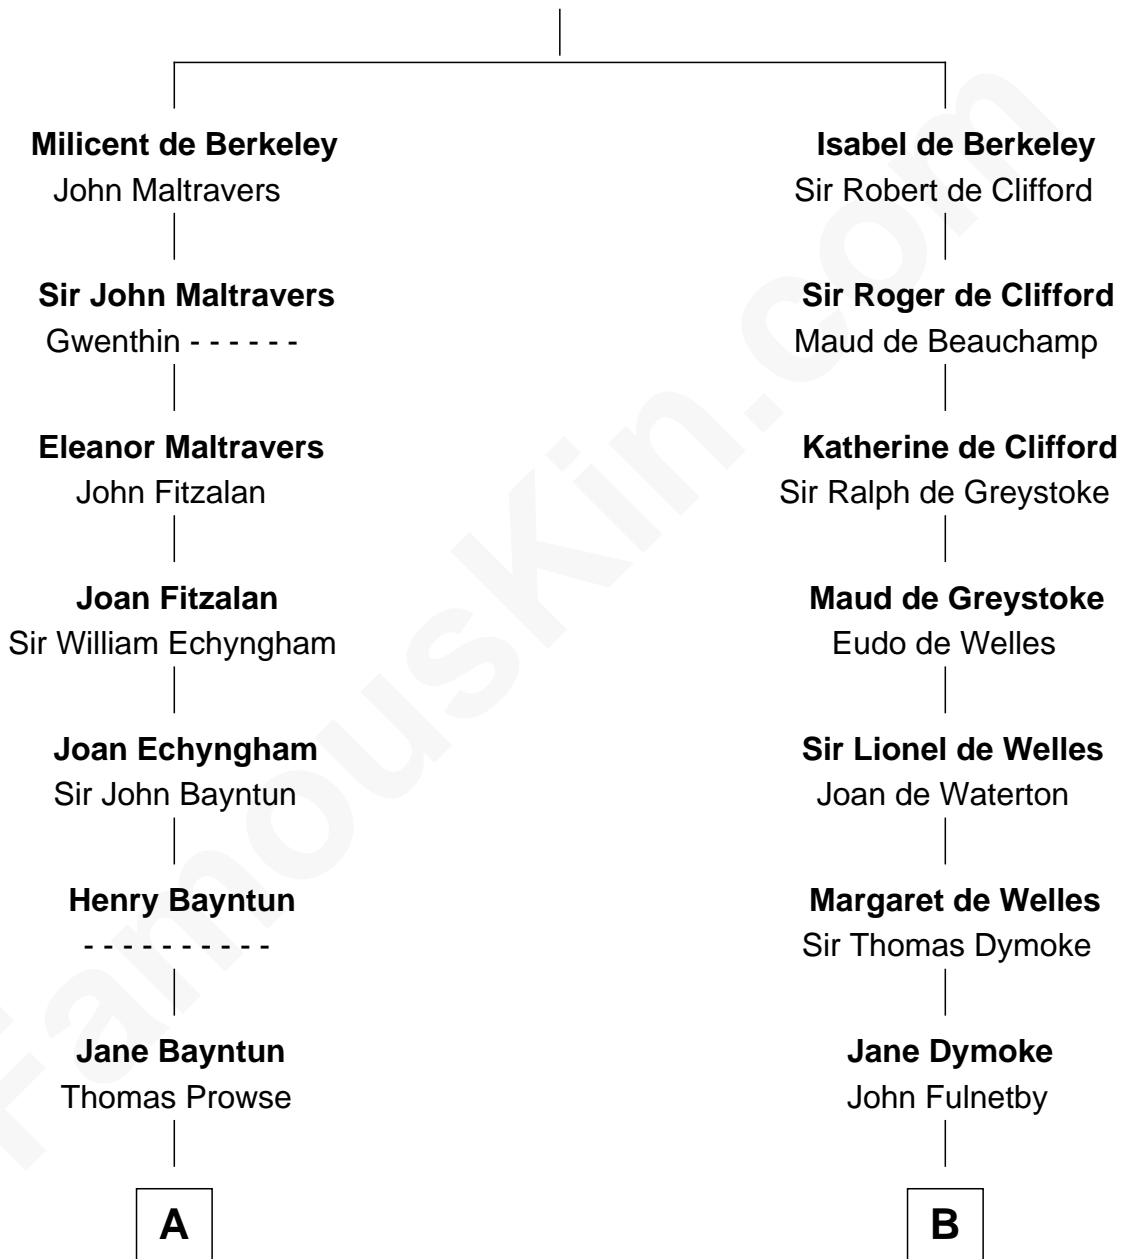 Milicent de Berkeley
John Maltravers
Sir John Maltravers
Gwenthin - - - - - -
Eleanor Maltravers
John Fitzalan
Joan Fitzalan
Sir William Echyngham
Joan Echyngham
Sir John Bayntun
Henry Bayntun
- - - - - - - - - -
Jane Bayntun
Thomas Prowse
A
Isabel de Berkeley
Sir Robert de Clifford
Sir Roger de Clifford
Maud de Beauchamp
Katherine de Clifford
Sir Ralph de Greystoke
Maud de Greystoke
Eudo de Welles
Sir Lionel de Welles
Joan de Waterton
Margaret de Welles
Sir Thomas Dymoke
Jane Dymoke
John Fulnetby
B
FamousKin.com